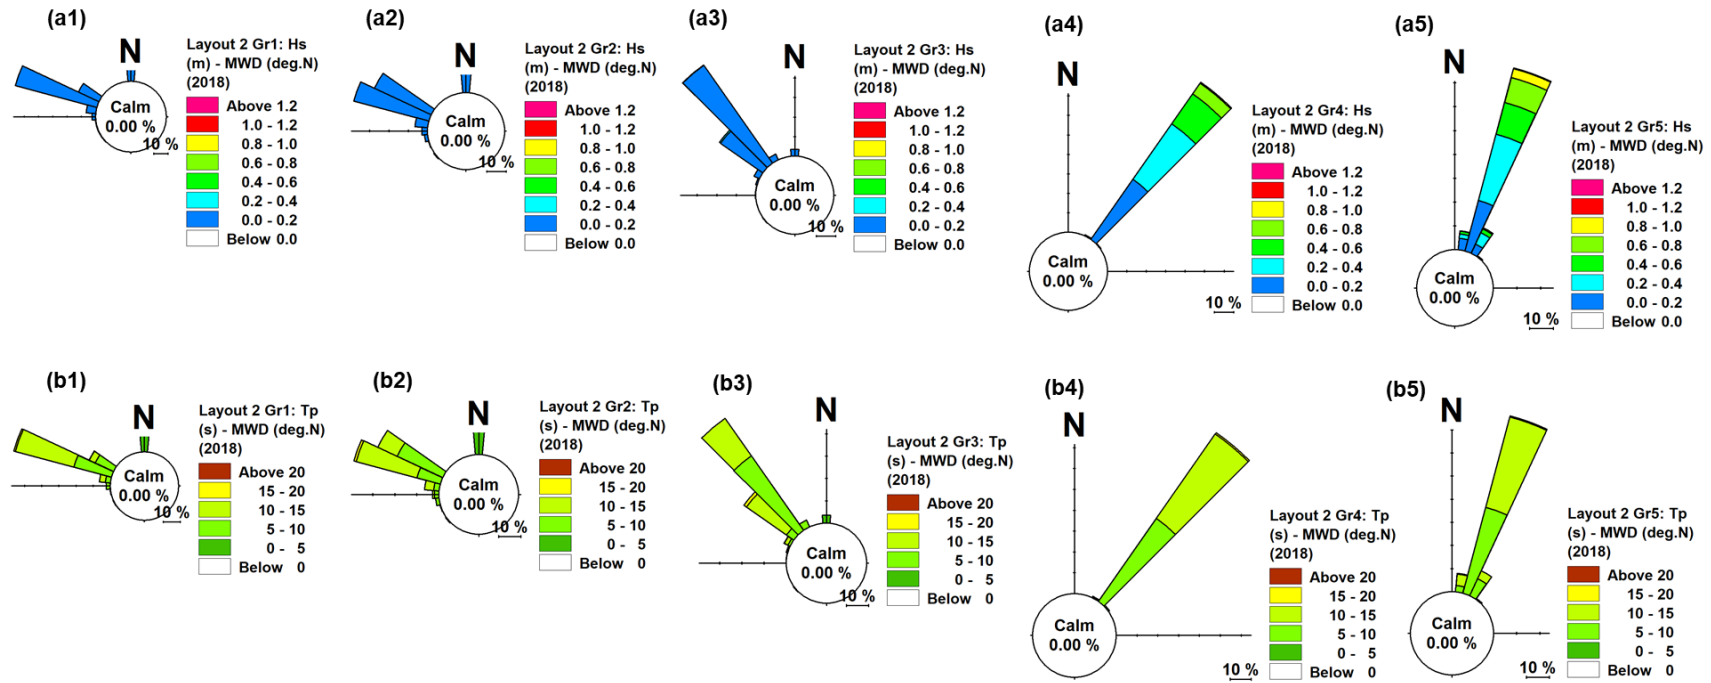 (a1)
N
Calm
0.00 %
10 %
Layout 2 Gr1: Hs
(m) - MWD (deg.N)
(2018)
Above 1.2
1.0 - 1.2
0.8 - 1.0
0.6 - 0.8
0.4 - 0.6
0.2 - 0.4
0.0 - 0.2
Below 0.0
(a2)
N
Calm
0.00 %
10 %
Layout 2 Gr2: Hs
(m) - MWD (deg.N)
(2018)
Above 1.2
1.0 - 1.2
0.8 - 1.0
0.6 - 0.8
0.4 - 0.6
0.2 - 0.4
0.0 - 0.2
Below 0.0
(a3)
N
Calm
0.00 %
10 %
Layout 2 Gr3: Hs
(m) - MWD (deg.N)
(2018)
Above 1.2
1.0 - 1.2
0.8 - 1.0
0.6 - 0.8
0.4 - 0.6
0.2 - 0.4
0.0 - 0.2
Below 0.0
(a4)
N
Calm
0.00 %
10 %
Layout 2 Gr4: Hs
(m) - MWD (deg.N)
(2018)
Above 1.2
1.0 - 1.2
0.8 - 1.0
0.6 - 0.8
0.4 - 0.6
0.2 - 0.4
0.0 - 0.2
Below 0.0
(a5)
N
Calm
0.00 %
10 %
Layout 2 Gr5: Hs
(m) - MWD (deg.N)
(2018)
Above 1.2
1.0 - 1.2
0.8 - 1.0
0.6 - 0.8
0.4 - 0.6
0.2 - 0.4
0.0 - 0.2
Below 0.0
(b1)
N
Calm
0.00 %
10 %
Layout 2 Gr1: Tp
(s) - MWD (deg.N)
(2018)
Above 20
15 - 20
10 - 15
5 - 10
0 - 5
Below 0
(b2)
N
Calm
0.00 %
10 %
Layout 2 Gr2: Tp
(s) - MWD (deg.N)
(2018)
Above 20
15 - 20
10 - 15
5 - 10
0 - 5
Below 0
(b3)
N
Calm
0.00 %
10 %
Layout 2 Gr3: Tp
(s) - MWD (deg.N)
(2018)
Above 20
15 - 20
10 - 15
5 - 10
0 - 5
Below 0
(b4)
N
Calm
0.00 %
10 %
Layout 2 Gr4: Tp
(s) - MWD (deg.N)
(2018)
Above 20
15 - 20
10 - 15
5 - 10
0 - 5
Below 0
(b5)
N
Calm
0.00 %
10 %
Layout 2 Gr5: Tp
(s) - MWD (deg.N)
(2018)
Above 20
15 - 20
10 - 15
5 - 10
0 - 5
Below 0